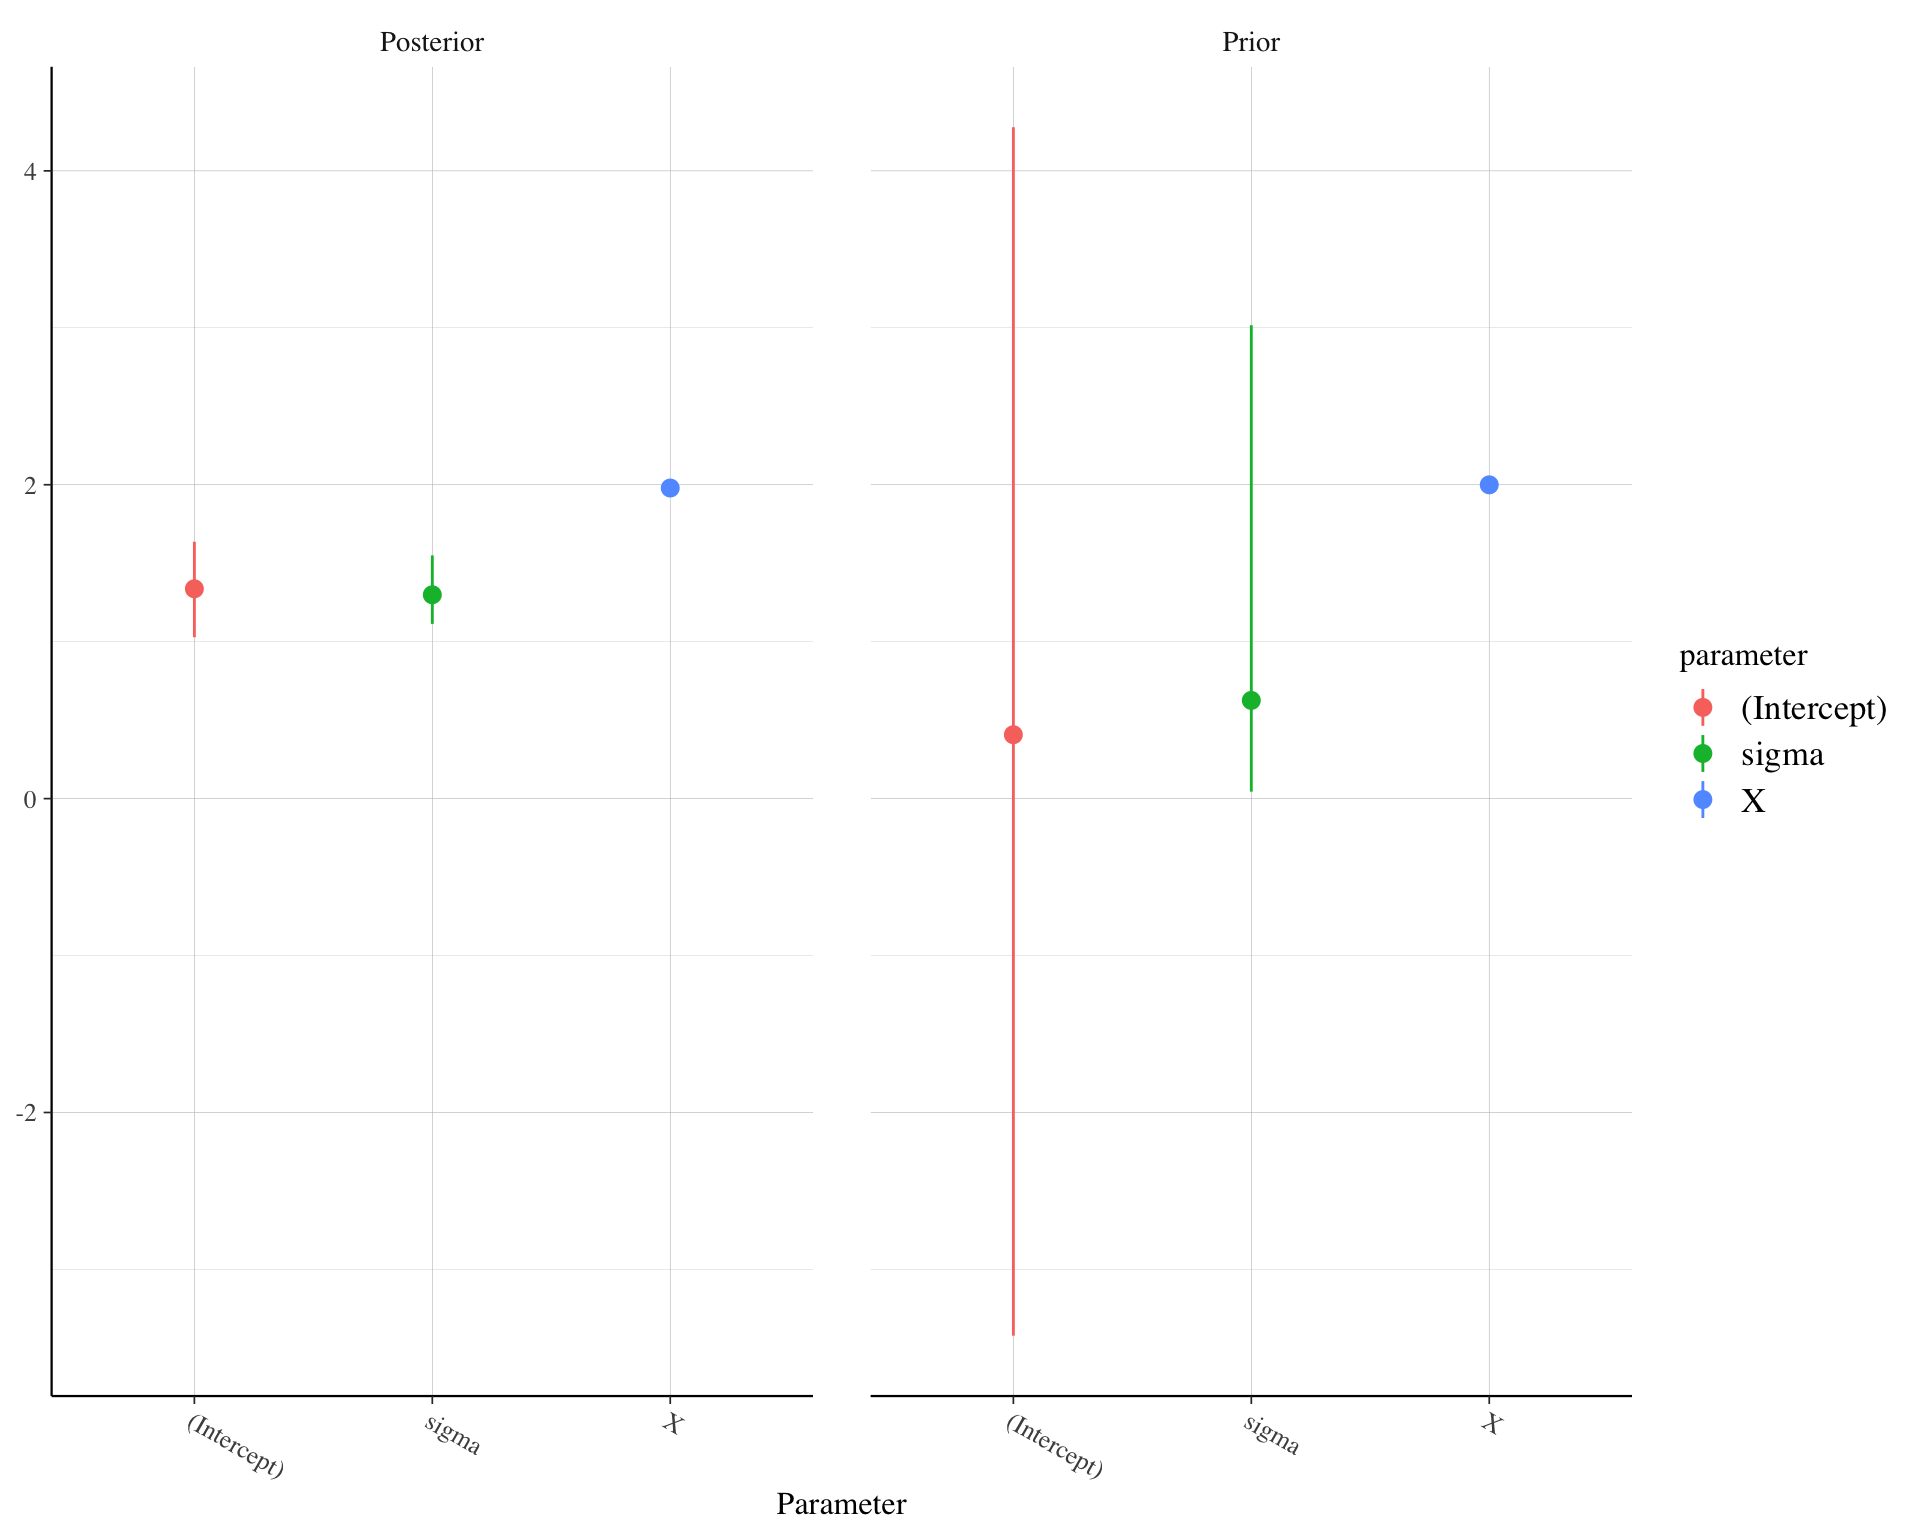 Posterior
Prior
4
2
0
-2
(Intercept)
sigma
X
(Intercept)
sigma
X
Parameter
parameter
(Intercept)
sigma
X